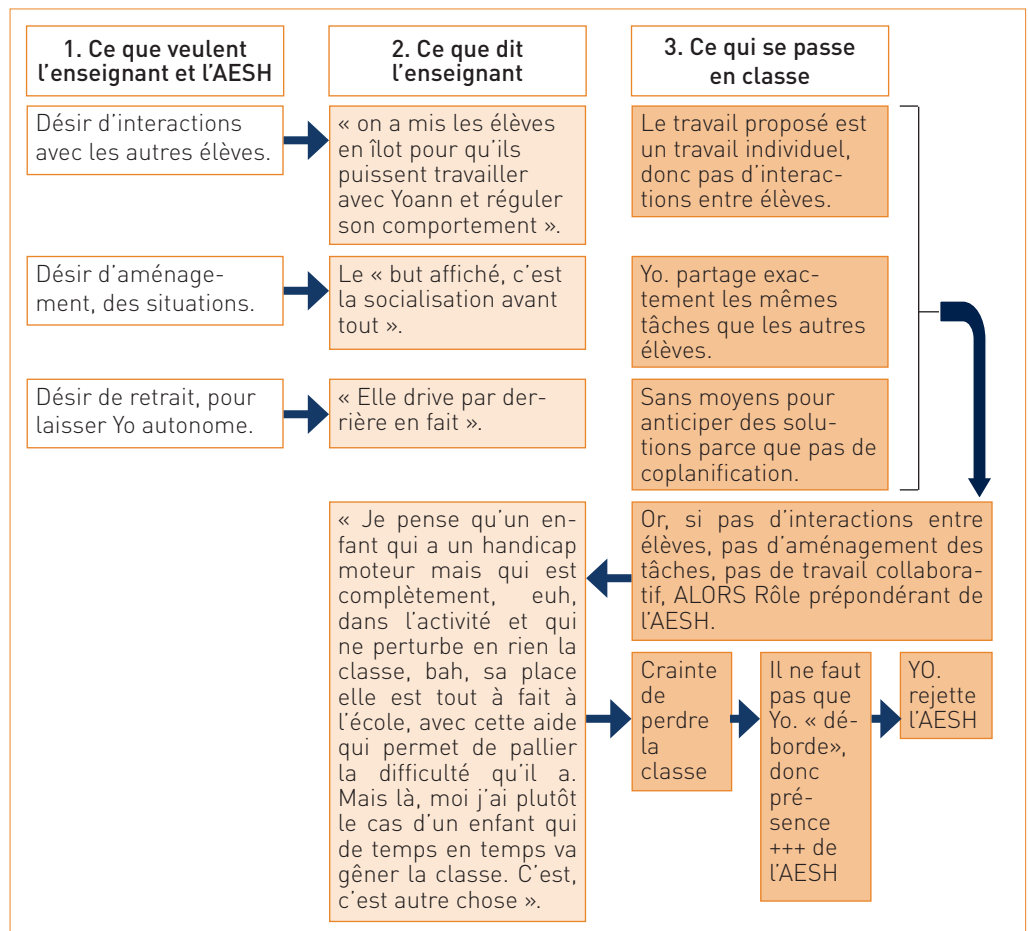 1. Ce que veulent
l'enseignant et l'AESH
2. Ce que dit
l'enseignant
3. Ce qui se passe
en classe
Désir d'interactions
avec les autres élèves.
« on a mis les élèves
en îlot pour qu'ils
puissent travailler
avec Yoann et réguler
son comportement ».
Le travail proposé est
un travail individuel,
donc pas d'interac-
tions entre élèves.
Désir d'aménage-
ment, des situations.
Le « but affiché, c'est
la socialisation avant
tout ».
Yo. partage exac-
tement les mêmes
tâches que les autres
élèves.
Désir de retrait, pour
laisser Yo autonome.
« Elle drive par der-
rière en fait ».
Sans moyens pour
anticiper des solu-
tions parce que pas de
coplanification.
Or, si pas d'interactions entre
élèves, pas d'aménagement des
tâches, pas de travail collabora-
tif, ALORS Rôle prépondérant de
l'AESH.
« Je pense qu'un en-
fant qui a un handicap
moteur mais qui est
complètement, euh,
dans l'activité et qui
ne perturbe en rien la
classe, bah, sa place
elle est tout à fait à
l'école, avec cette aide
qui permet de pallier
la difficulté qu'il a.
Mais là, moi j'ai plutôt
le cas d'un enfant qui
de temps en temps va
gêner la classe. C'est,
c'est autre chose ».
Crainte
de
perdre
la
classe
Il ne faut
pas que
Yo. « dé-
borde»,
donc
pré-
sence
+++ de
l'AESH
YO.
rejette
l'AESH